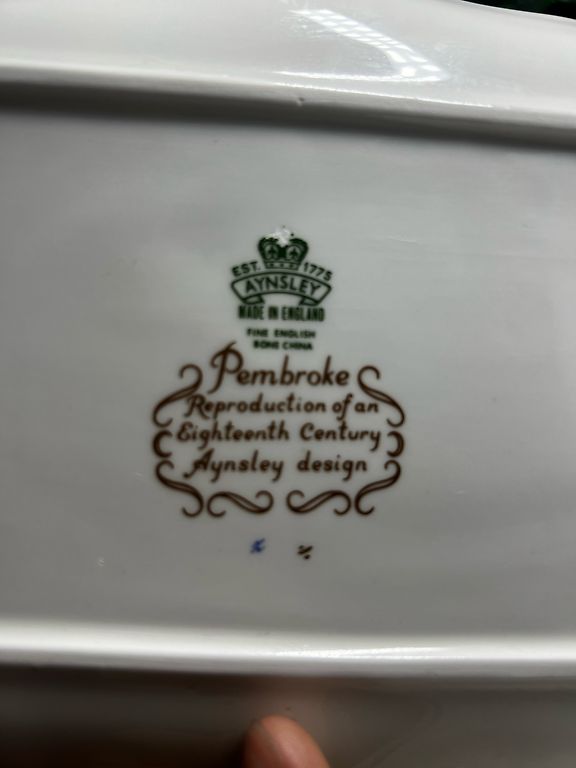 EST. 1775
AYNSLEY
MADE IN ENGLAND
FINE ENGLISH
BONE CHINA
Pembroke
Reproduction of an
Eighteenth Century
Aynsley design